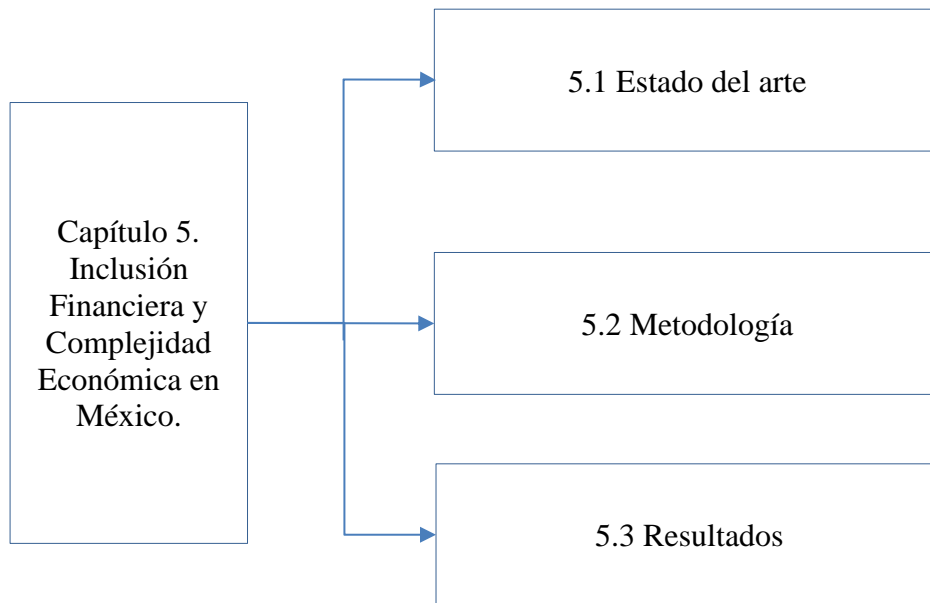 Capítulo 5.
Inclusión
Financiera y
Complejidad
Económica en
México.
5.1 Estado del arte
5.2 Metodología
5.3 Resultados